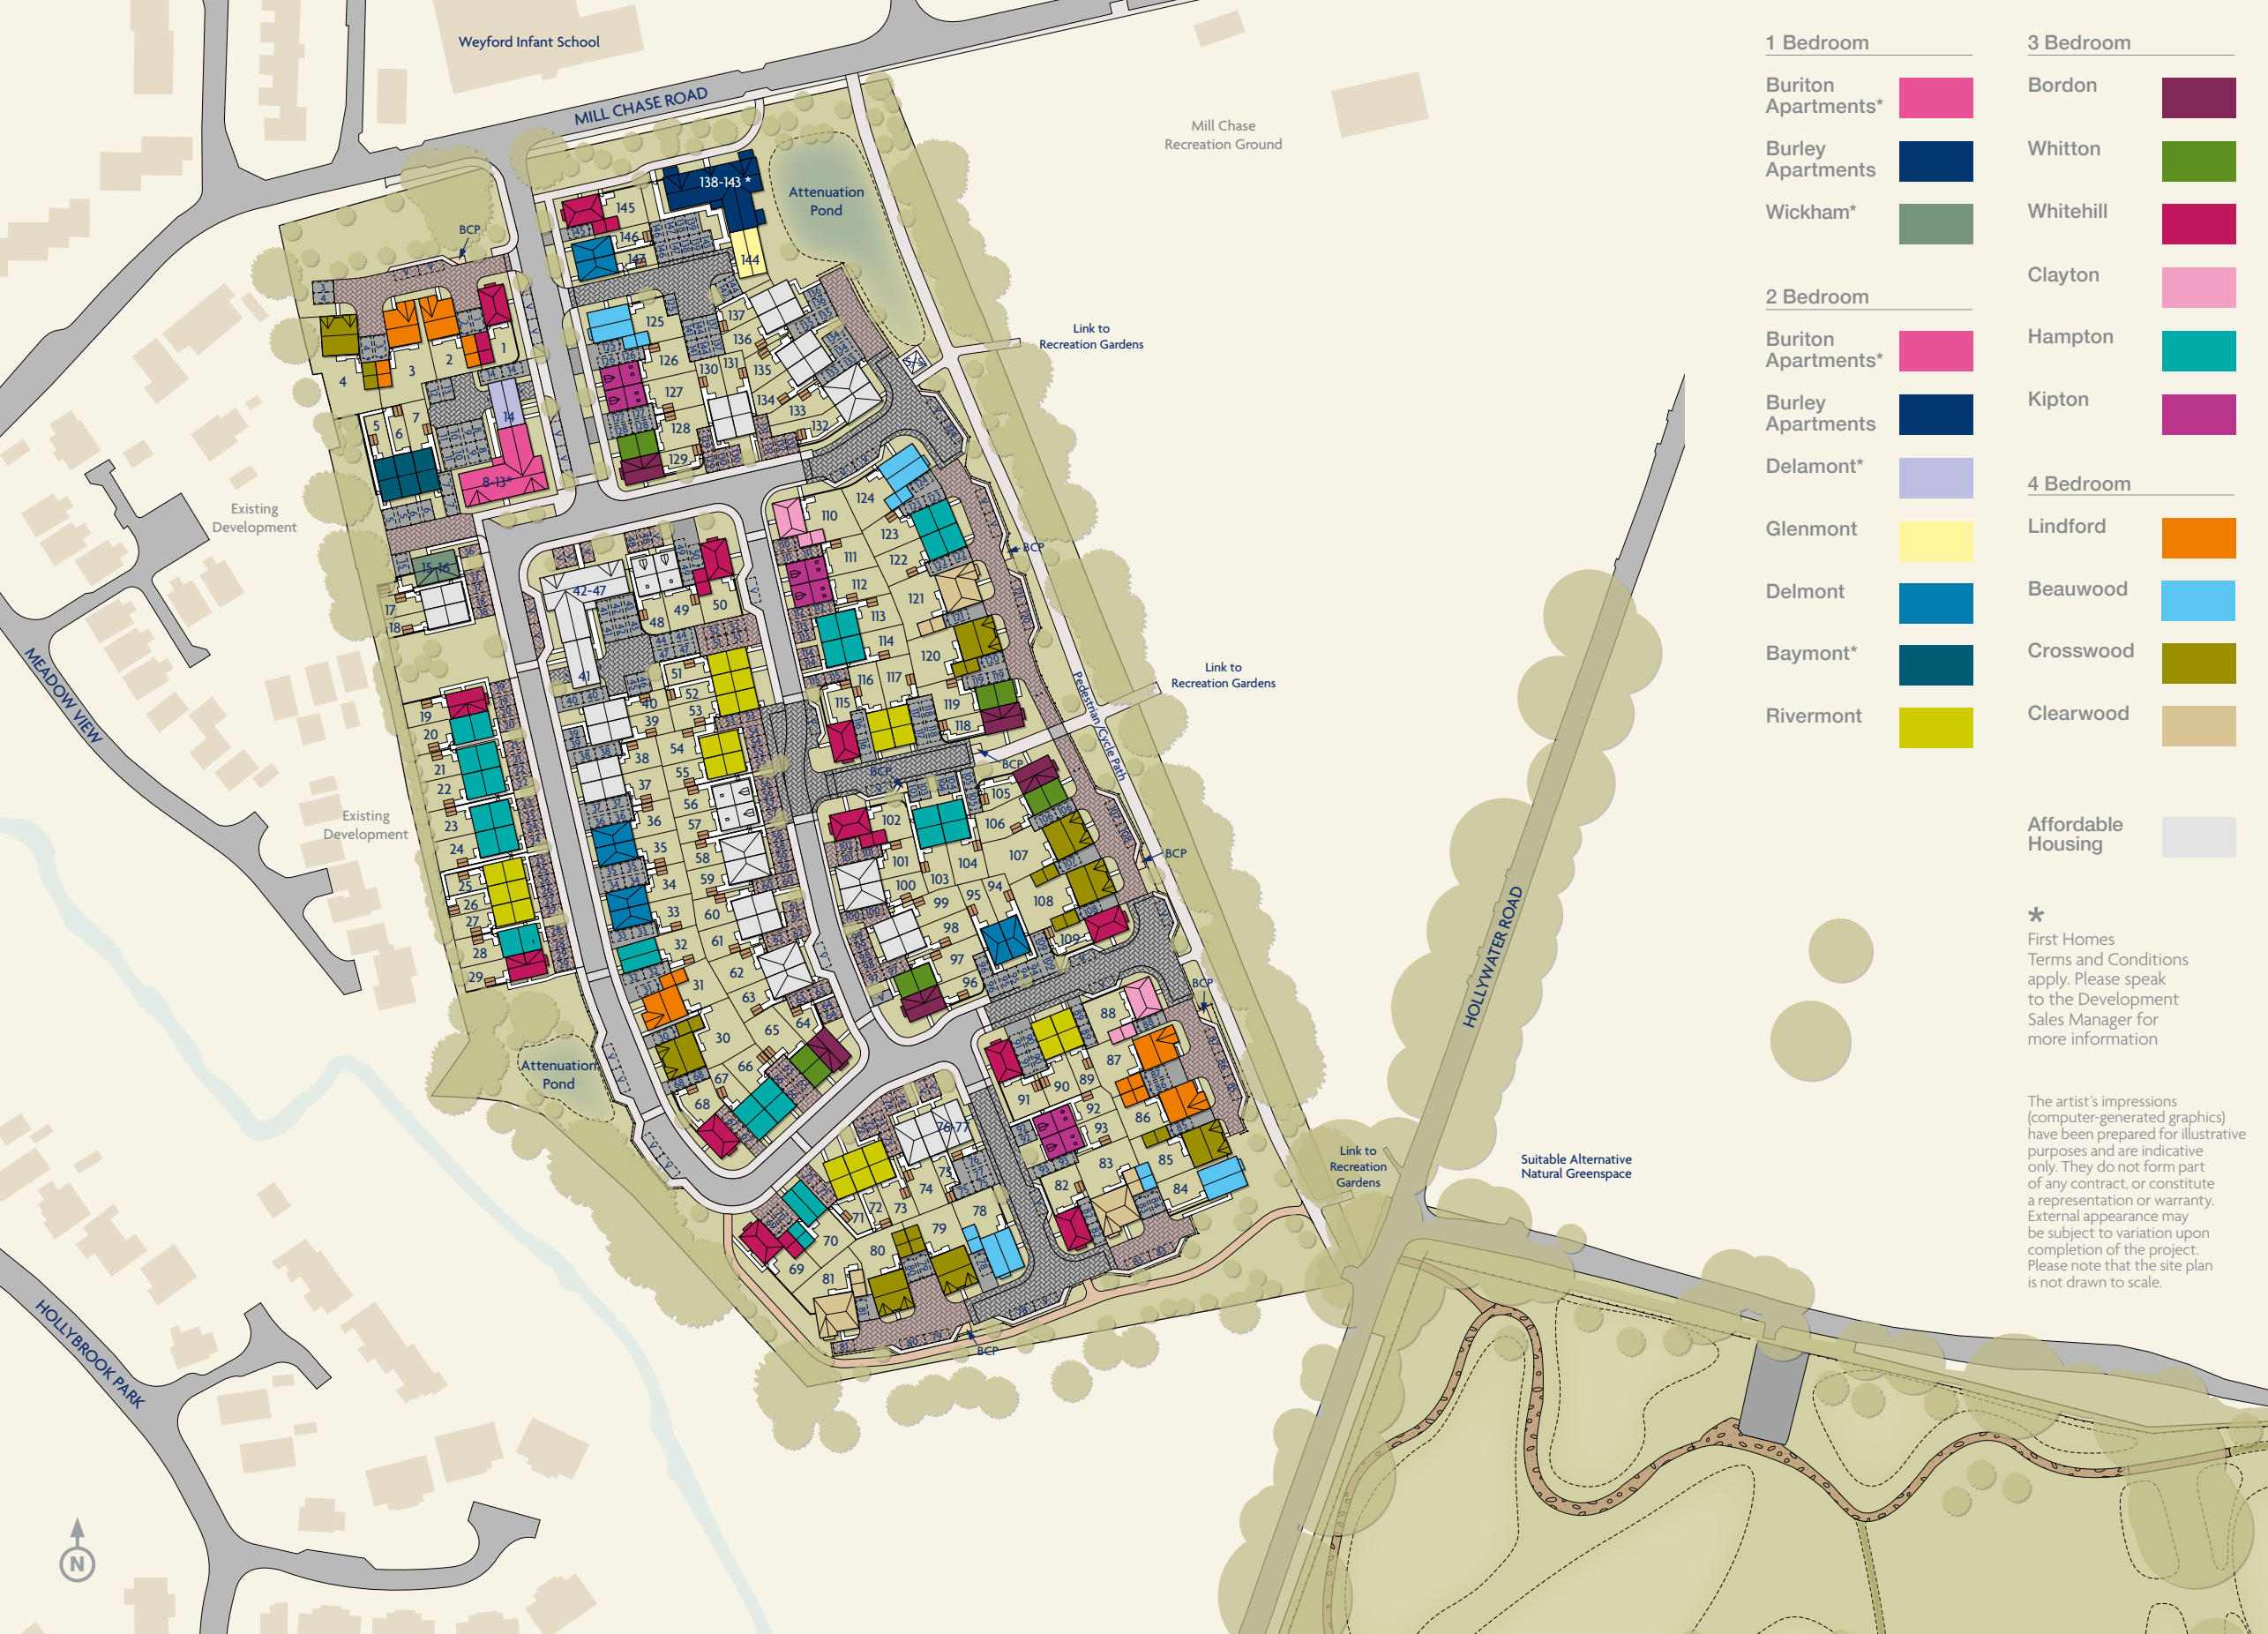 Weyford Infant School
MILL CHASE ROAD
Mill Chase
Recreation Ground
Attenuation
Pond
138-143 *
145
146
147
144
BCP
Link to
Recreation Gardens
125
126
127
128
129
130
131
132
133
134
135
136
137
S/S
1
2
3
4
5
6
7
14
8-13*
15-16
17
18
Existing
Development
MEADOW VIEW
42-47
41
48
49
50
110
111
112
113
114
115
116
117
118
119
120
121
122
123
124
BCP
Link to
Recreation Gardens
Pedestrian/Cycle Path
BCP
BCP
19
20
21
22
23
24
25
26
27
28
29
Existing
Development
40
39
38
37
36
35
34
33
32
31
30
51
52
53
54
55
56
57
58
59
60
61
62
63
64
65
66
67
68
102
101
100
99
98
97
96
95
94
103
104
105
106
107
108
109
BCP
BCP
Attenuation
Pond
88
87
89
90
91
92
93
86
85
84
83
82
76-77
75
74
73
72
71
70
69
78
79
80
81
BCP
HOLLYWATER ROAD
Link to
Recreation
Gardens
Suitable Alternative
Natural Greenspace
HOLLYBROOK PARK
N
1 Bedroom
Buriton
Apartments*
Burley
Apartments
Wickham*
2 Bedroom
Buriton
Apartments*
Burley
Apartments
Delamont*
Glenmont
Delmont
Baymont*
Rivermont
3 Bedroom
Bordon
Whitton
Whitehill
Clayton
Hampton
Kipton
4 Bedroom
Lindford
Beauwood
Crosswood
Clearwood
Affordable
Housing
*
First Homes
Terms and Conditions
apply. Please speak
to the Development
Sales Manager for
more information
The artist's impressions
(computer-generated graphics)
have been prepared for illustrative
purposes and are indicative
only. They do not form part
of any contract, or constitute
a representation or warranty.
External appearance may
be subject to variation upon
completion of the project.
Please note that the site plan
is not drawn to scale.